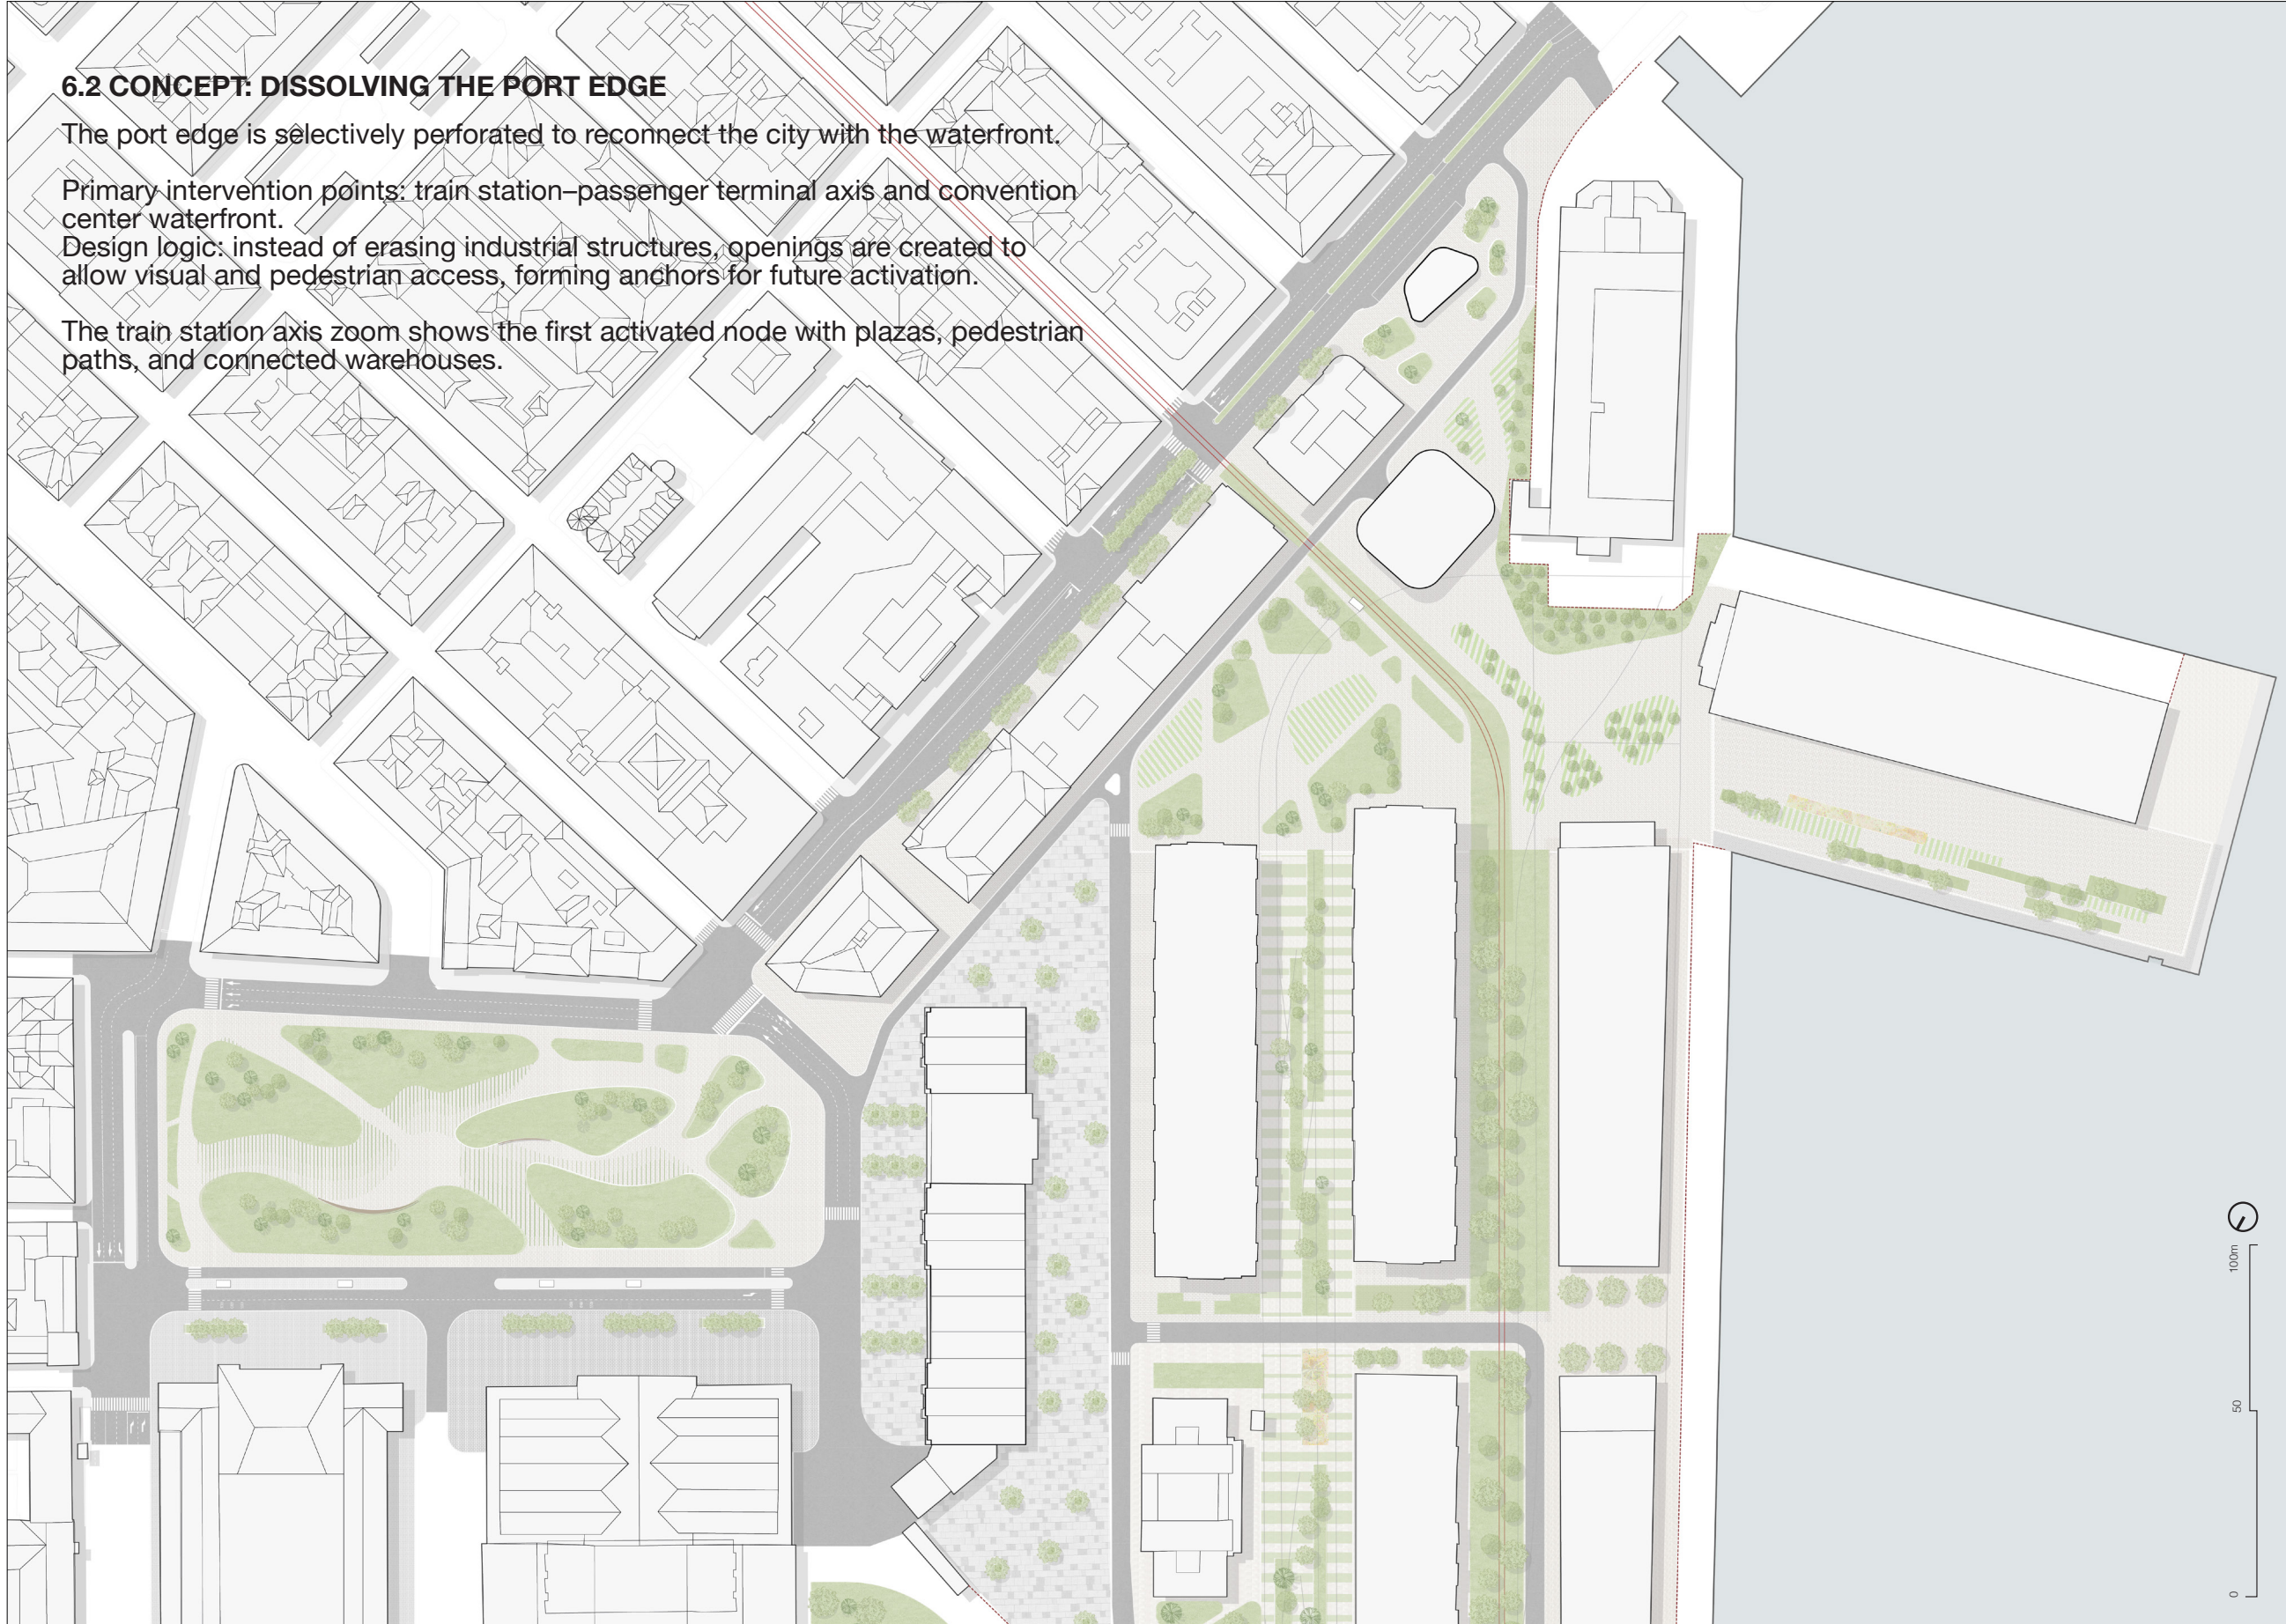 6.2 CONCEPT: DISSOLVING THE PORT EDGE
The port edge is selectively perforated to reconnect the city with the waterfront.
Primary intervention points: train station–passenger terminal axis and convention
center waterfront.
Design logic: instead of erasing industrial structures, openings are created to
allow visual and pedestrian access, forming anchors for future activation.
The train station axis zoom shows the first activated node with plazas, pedestrian
paths, and connected warehouses.
100m
50
0